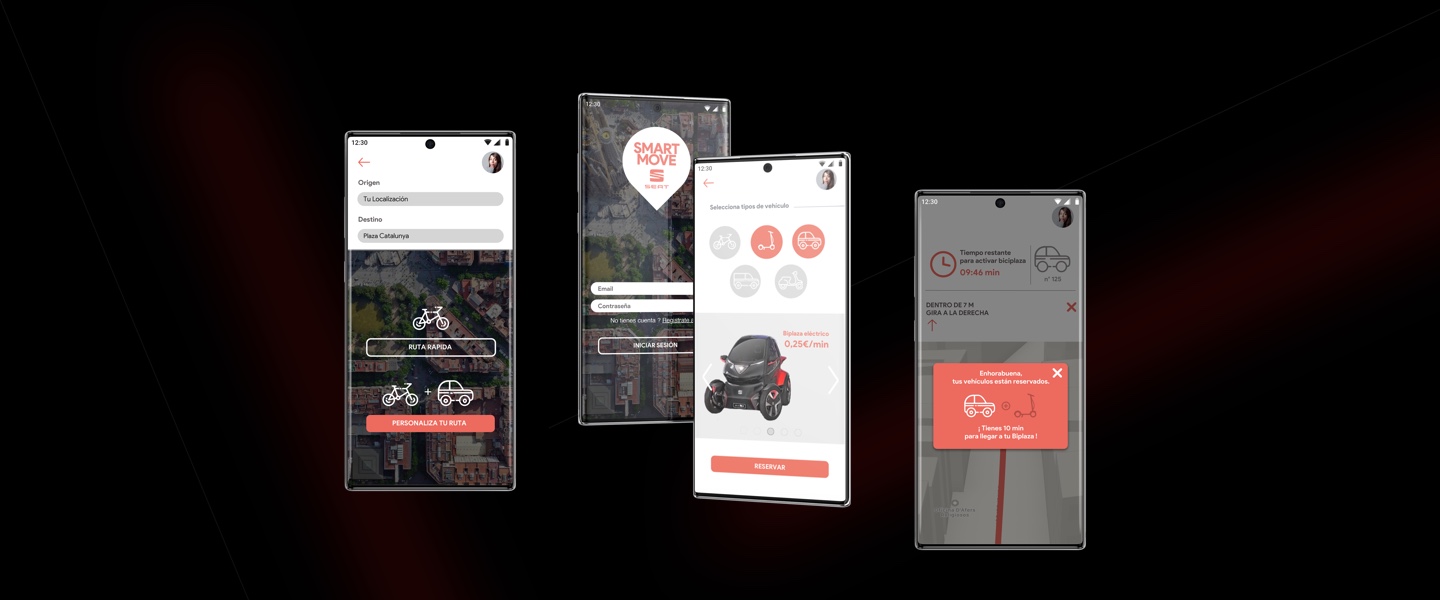 12:30
Origen
Tu Localización
Destino
Plaza Catalunya
RUTA RAPIDA
+
PERSONALIZA TU RUTA
12:30
SMART
MOVE
SEAT
Email
Contraseña
No tienes cuenta ? Registrate
INICIAR SESIÓN
12:30
Selecciona tipos de vehículo
Biplaza eléctrico
0,25€/min
RESERVAR
12:30
Tiempo restante
para activar biciplaza
09:46 min
nº 125
DENTRO DE 7 M
GIRA A LA DERECHA
Enhorabuena,
tus vehículos están reservados.
¡ Tienes 10 min
para llegar a tu Biplaza !